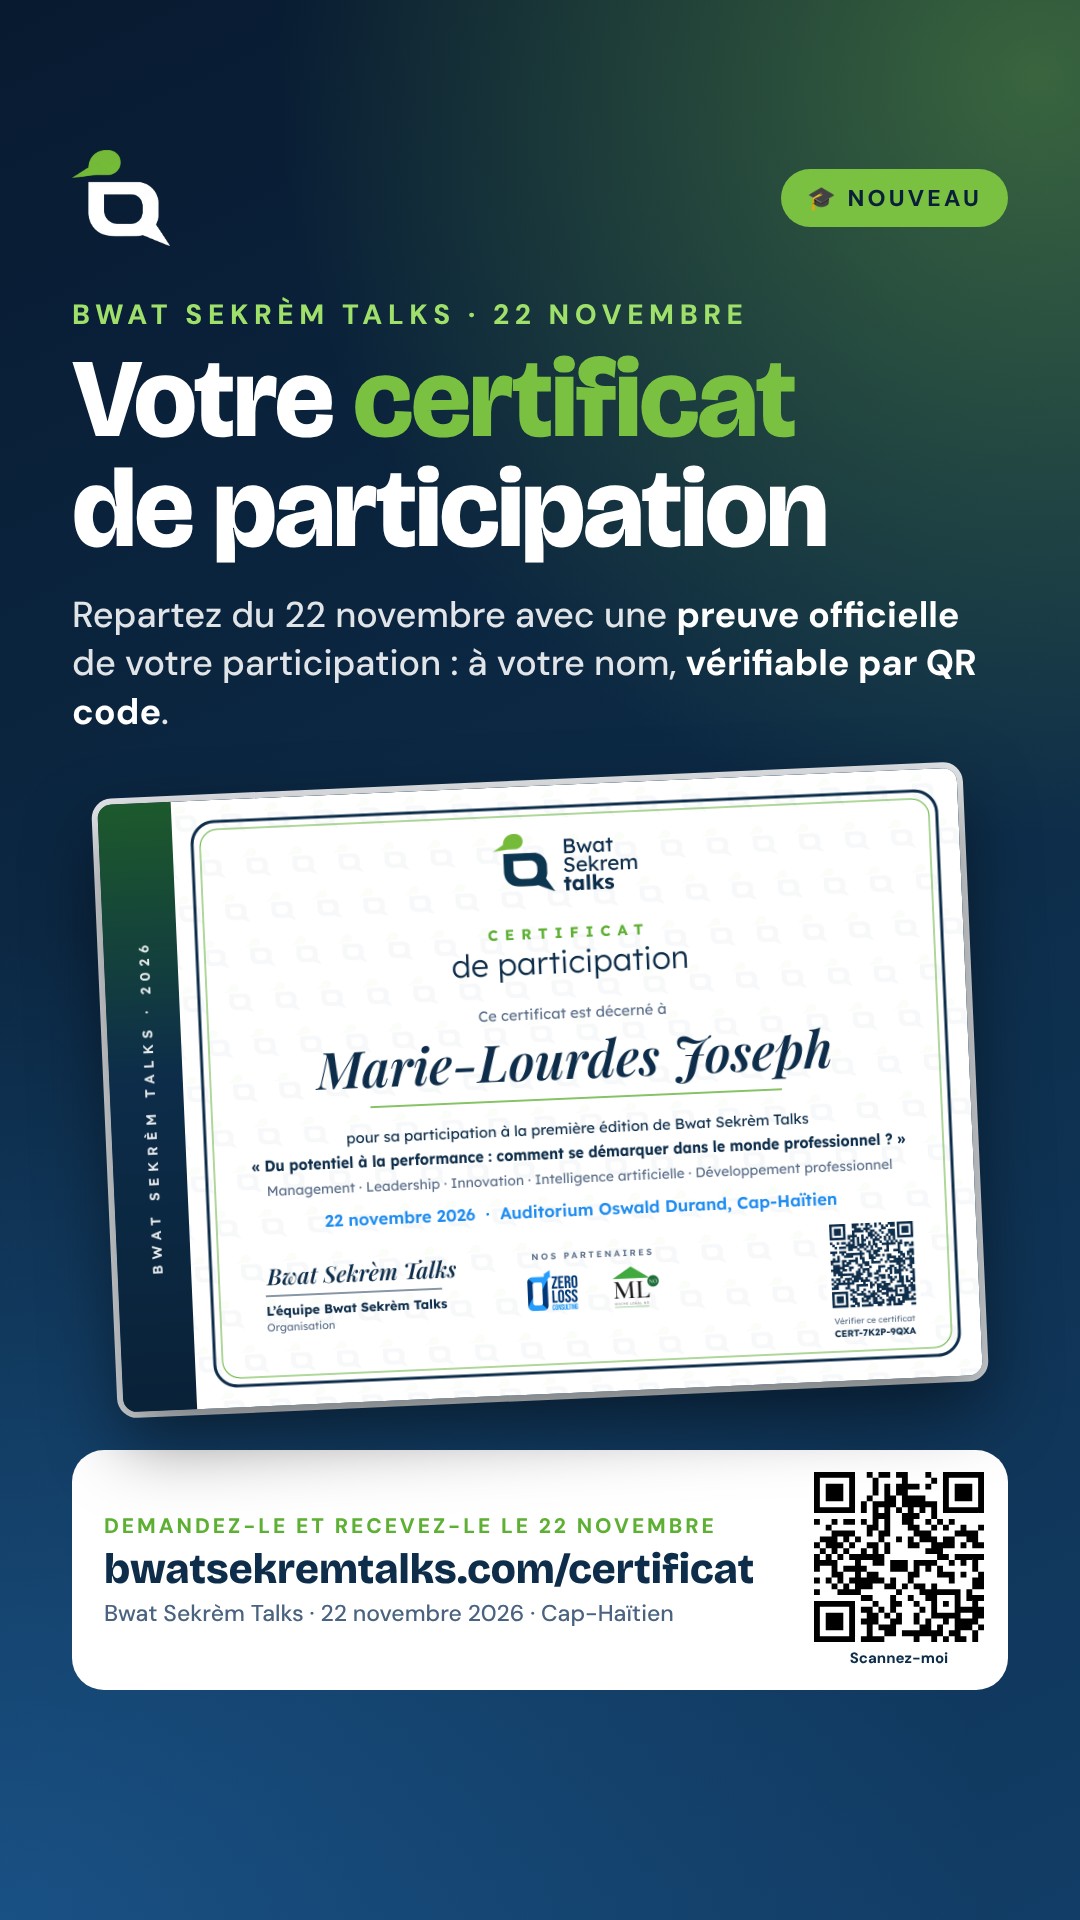 NOUVEAU
BWAT SEKRÈM TALKS · 22 NOVEMBRE
Votre certificat
de participation
Repartez du 22 novembre avec une preuve officielle
de votre participation : à votre nom, vérifiable par QR
code.
BWAT SEKRÈM TALKS · 2026
Bwat
Sekrem
talks
CERTIFICAT
de participation
Ce certificat est décerné à
Marie-Lourdes Joseph
pour sa participation à la première édition de Bwat Sekrèm Talks
« Du potentiel à la performance : comment se démarquer dans le monde professionnel ? »
Management · Leadership · Innovation · Intelligence artificielle · Développement professionnel
22 novembre 2026 · Auditorium Oswald Durand, Cap-Haïtien
Bwat Sekrèm Talks
L'équipe Bwat Sekrèm Talks
Organisation
NOS PARTENAIRES
ZERO
LOSS
CONSULTING
ML
Vérifier ce certificat
CERT-7K2P-9QXA
DEMANDEZ-LE ET RECEVEZ-LE LE 22 NOVEMBRE
bwatsekremtalks.com/certificat
Bwat Sekrèm Talks · 22 novembre 2026 · Cap-Haïtien
Scannez-moi